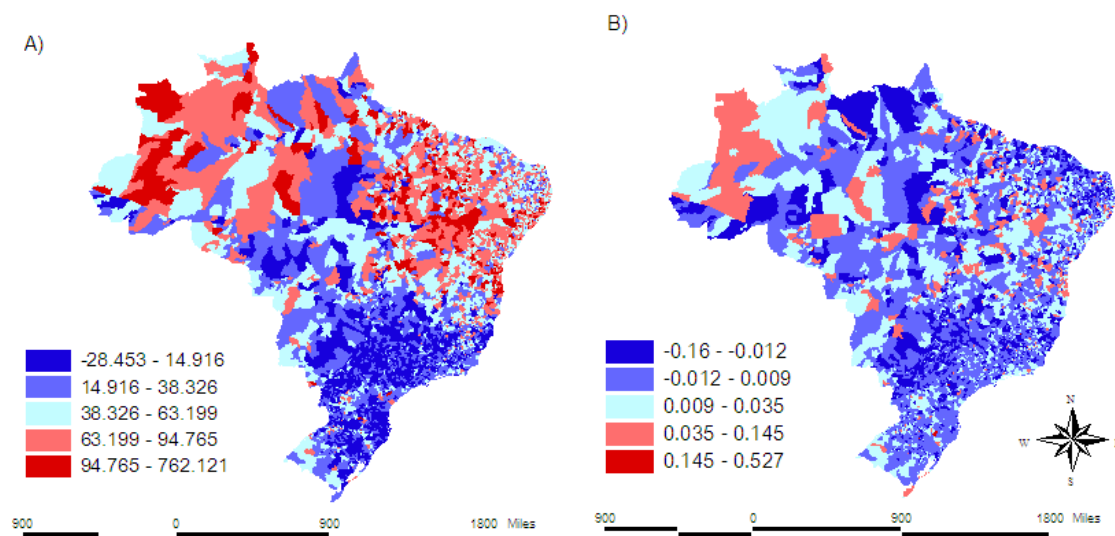 A)
-28.453 - 14.916
14.916 - 38.326
38.326 - 63.199
63.199 - 94.765
94.765 - 762.121
900 0 900 1800 Miles
B)
-0.16 - -0.012
-0.012 - 0.009
0.009 - 0.035
0.035 - 0.145
0.145 - 0.527
N
W
S
900 0 900 1800 Miles